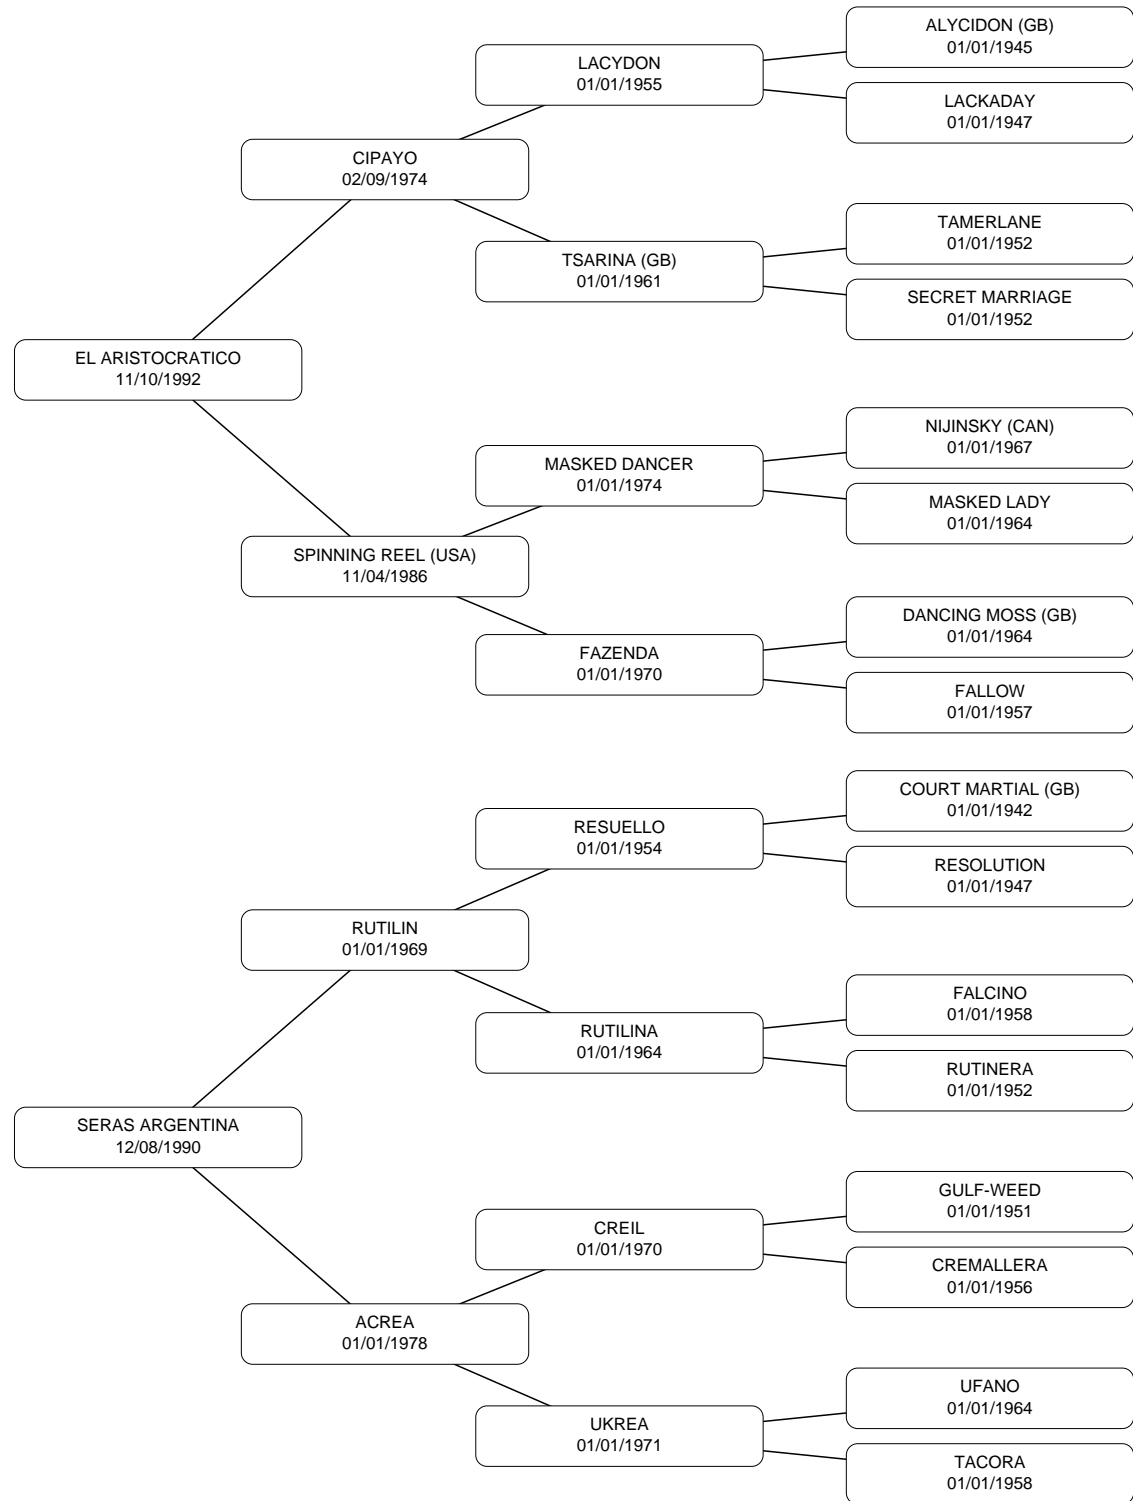 ALYCIDON (GB)
01/01/1945
LACYDON
01/01/1955
LACKADAY
01/01/1947
CIPAYO
02/09/1974
TAMERLANE
01/01/1952
TSARINA (GB)
01/01/1961
SECRET MARRIAGE
01/01/1952
EL ARISTOCRATICO
11/10/1992
NIJINSKY (CAN)
01/01/1967
MASKED DANCER
01/01/1974
MASKED LADY
01/01/1964
SPINNING REEL (USA)
11/04/1986
DANCING MOSS (GB)
01/01/1964
FAZENDA
01/01/1970
FALLOW
01/01/1957
COURT MARTIAL (GB)
01/01/1942
RESUELLO
01/01/1954
RESOLUTION
01/01/1947
RUTILIN
01/01/1969
FALCINO
01/01/1958
RUTILINA
01/01/1964
RUTINERA
01/01/1952
SERAS ARGENTINA
12/08/1990
GULF-WEED
01/01/1951
CREIL
01/01/1970
CREMALLERA
01/01/1956
ACREA
01/01/1978
UFANO
01/01/1964
UKREA
01/01/1971
TACORA
01/01/1958